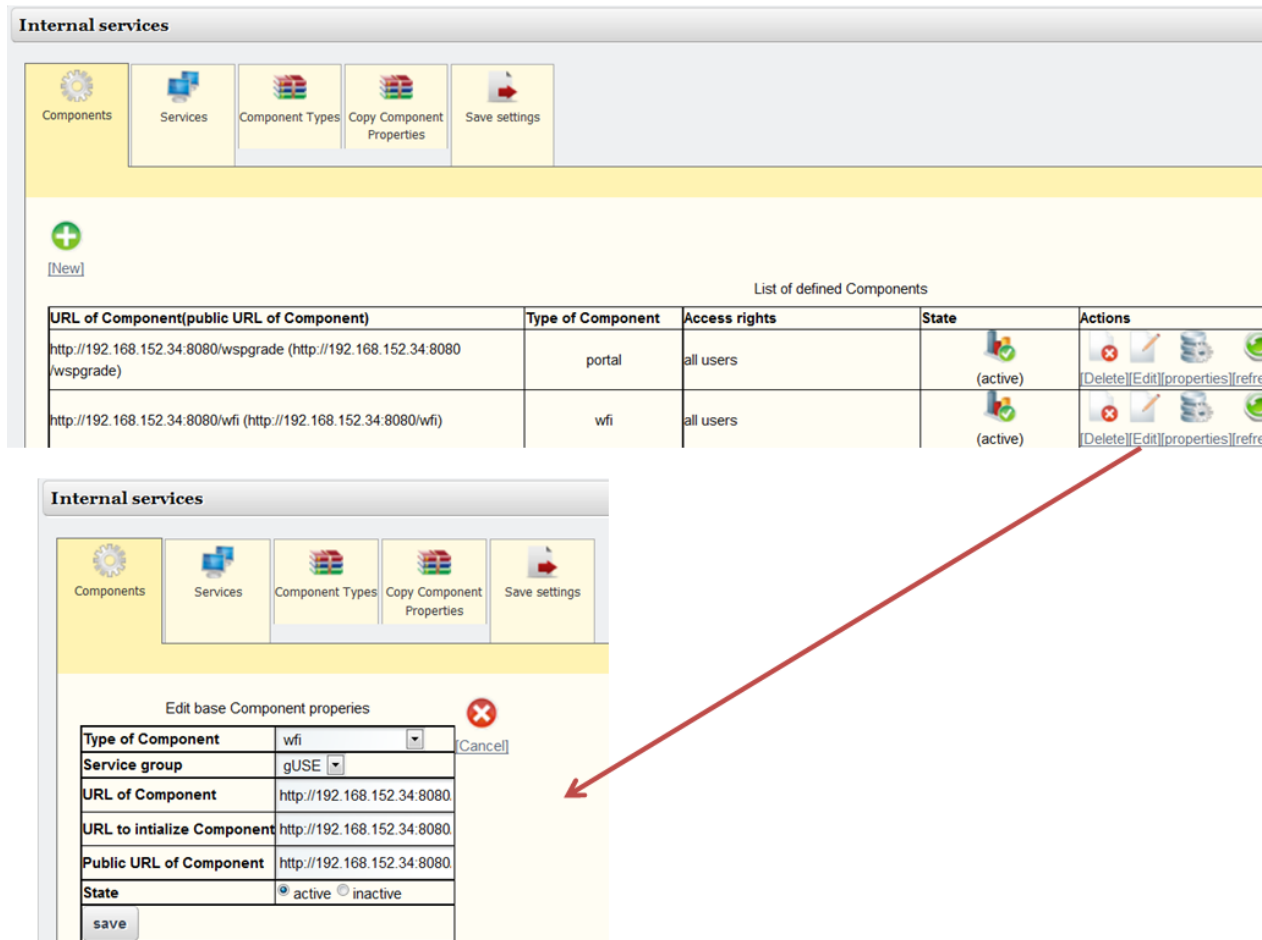 Internal services
Components
Services
Component Types
Copy Component
Properties
Save settings
[New]
List of defined Components
URL of Component(public URL of Component) Type of Component Access rights State Actions
http://192.168.152.34:8080/wspgrade (http://192.168.152.34:8080
/wspgrade) portal all users (active) [Delete][Edit][properties][refre
http://192.168.152.34:8080/wfi (http://192.168.152.34:8080/wfi) wfi all users (active) [Delete][Edit][properties][refre
Internal services
Components
Services
Component Types
Copy Component
Properties
Save settings
Edit base Component properies
[Cancel]
Type of Component wfi
Service group gUSE
URL of Component http://192.168.152.34:8080
URL to intialize Component http://192.168.152.34:8080
Public URL of Component http://192.168.152.34:8080
State active inactive
save